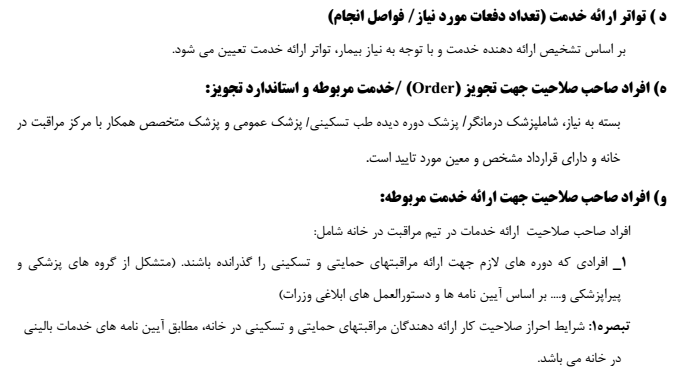 د ) تواتر ارائه خدمت (تعداد دفعات مورد نیاز / فواصل انجام)
بر اساس تشخیص ارائه دهنده خدمت و با توجه به نیاز بیمار، تواتر ارائه خدمت تعیین می شود.
ه) افراد صاحب صلاحیت جهت تجویز (Order) /خدمت مربوطه و استاندارد تجویز:
بسته به نیاز، شاملپزشک درمانگر/ پزشک دوره دیده طب تسکینی/ پزشک عمومی و پزشک متخصص همکار با مرکز مراقبت در
خانه و دارای قرارداد مشخص و معین مورد تایید است.
و) افراد صاحب صلاحیت جهت ارائه خدمت مربوطه:
افراد صاحب صلاحیت ارائه خدمات در تیم مراقبت در خانه شامل:
۱_ افرادی که دوره های لازم جهت ارائه مراقبتهای حمایتی و تسکینی را گذرانده باشند. (متشکل از گروه های پزشکی و
پیراپزشکی و.... بر اساس آیین نامه ها و دستورالعمل های ابلاغی وزرات)
تبصره۱: شرایط احراز صلاحیت کار ارائه دهندگان مراقبتهای حمایتی و تسکینی در خانه، مطابق آیین نامه های خدمات بالینی
در خانه می باشد.